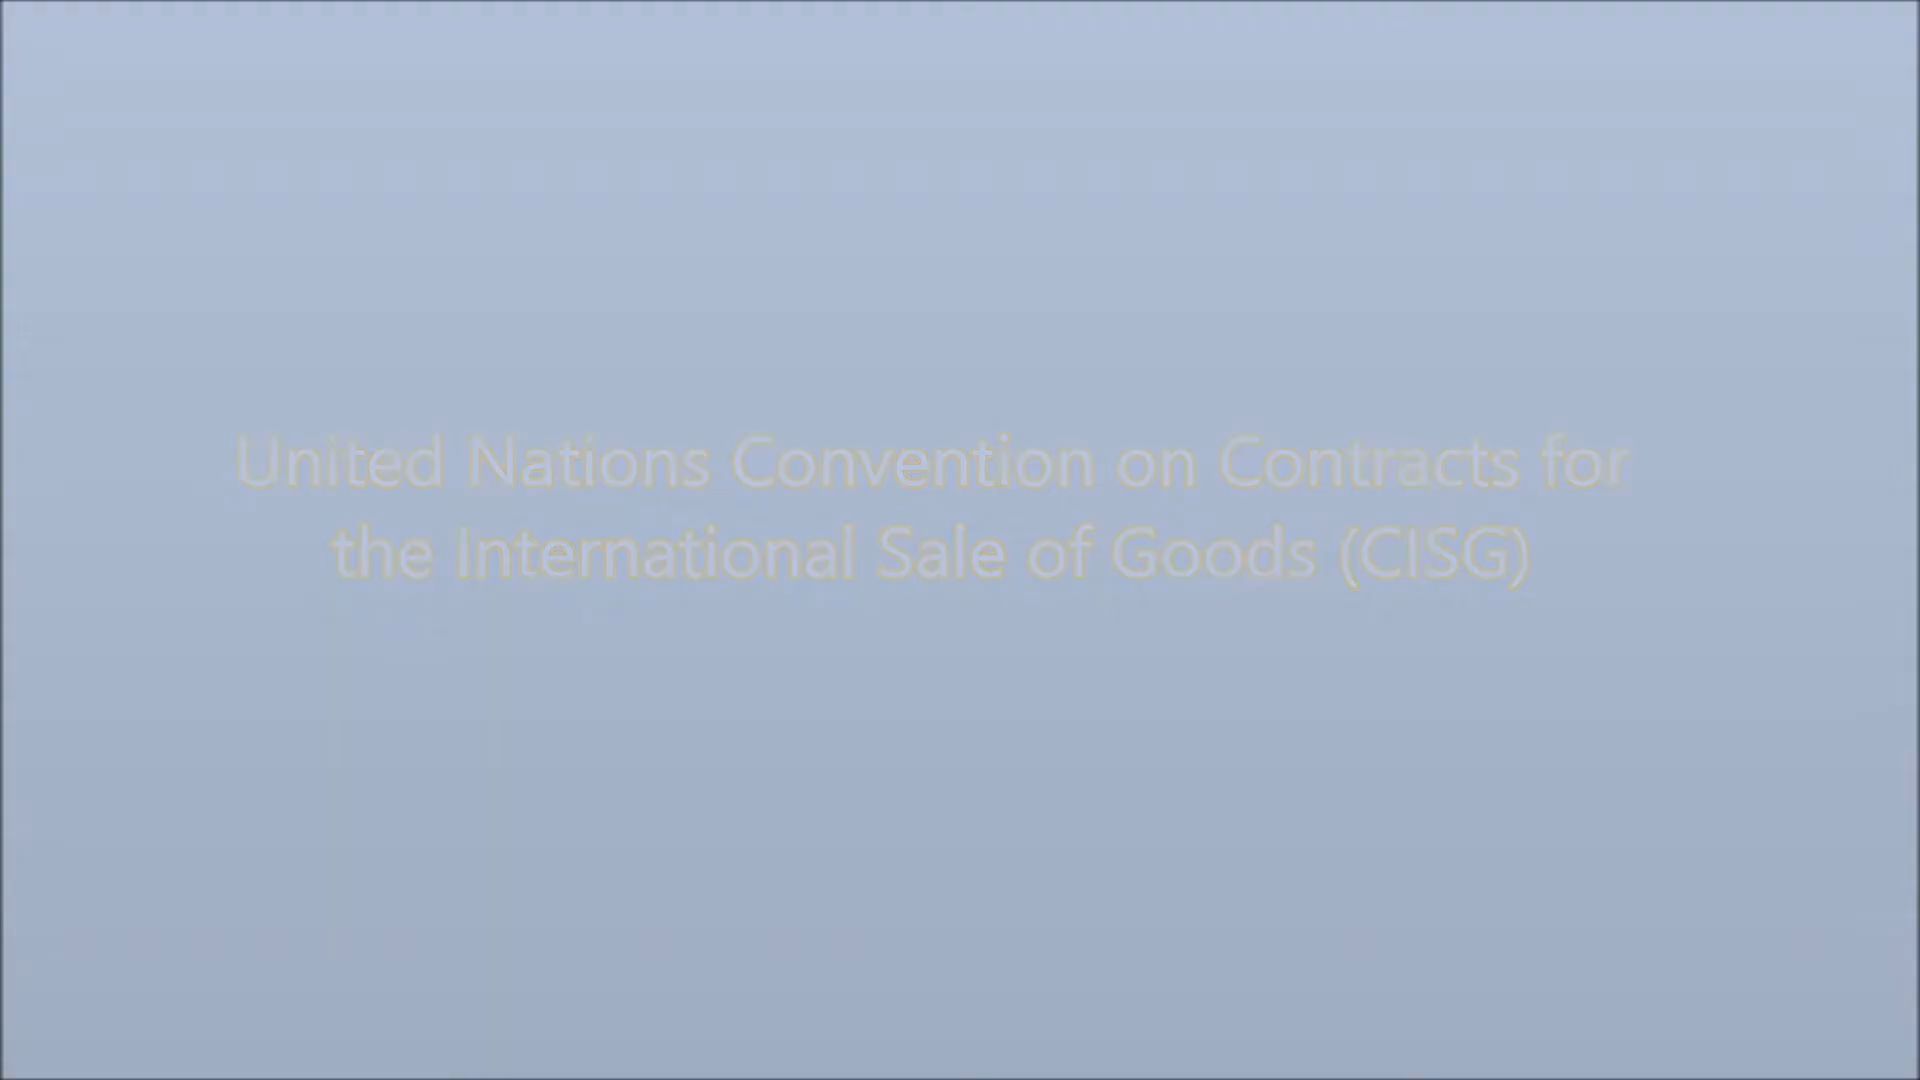 United Nations Convention on Contracts for
the International Sale of Goods (CISG)